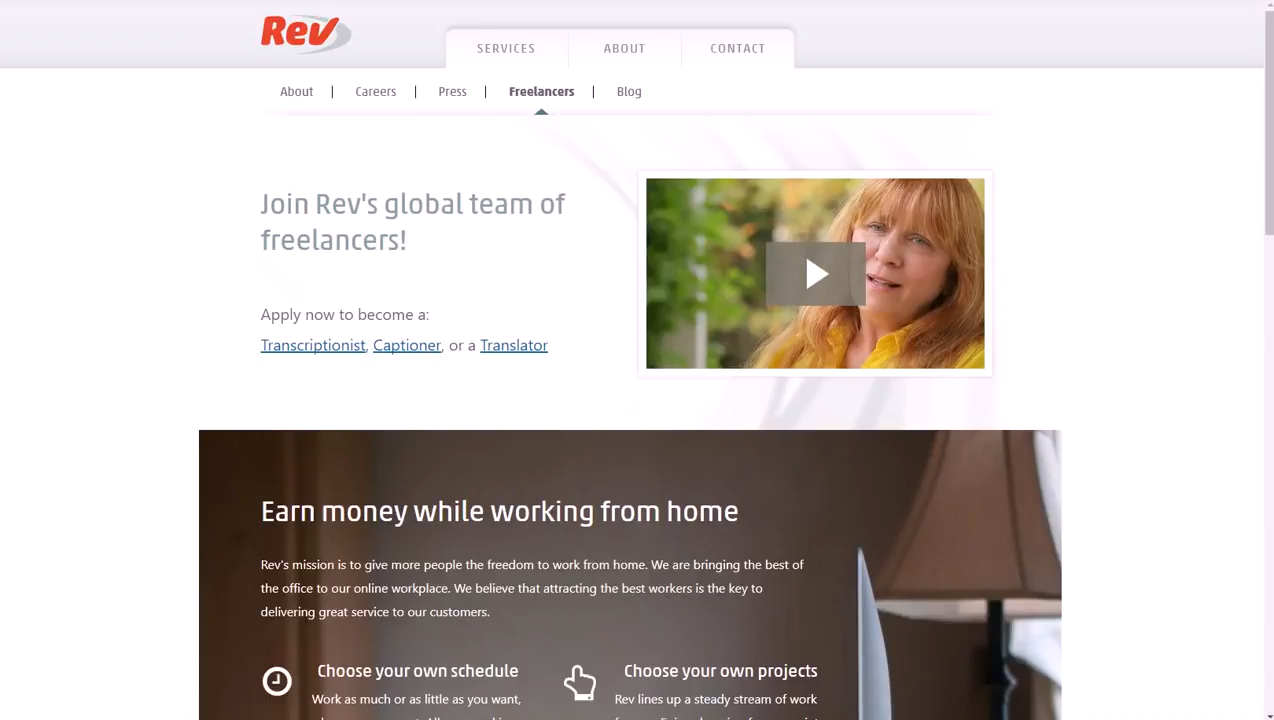 Rev
SERVICES
ABOUT
CONTACT
About
Careers
Press
Freelancers
Blog
Join Rev's global team of
freelancers!
Apply now to become a:
Transcriptionist, Captioner, or a Translator
Earn money while working from home
Rev's mission is to give more people the freedom to work from home. We are bringing the best of
the office to our online workplace. We believe that attracting the best workers is the key to
delivering great service to our customers.
Choose your own schedule
Work as much or as little as you want,
Choose your own projects
Rev lines up a steady stream of work